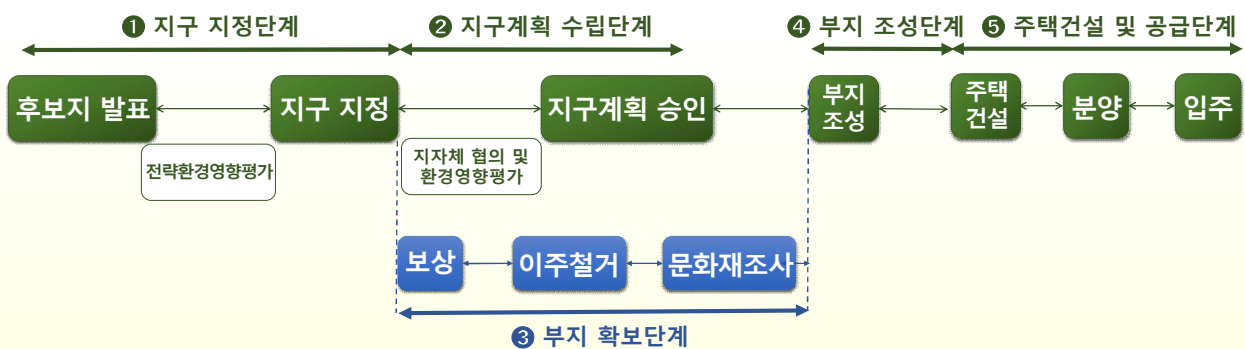 ❶ 지구 지정단계
❷ 지구계획 수립단계
❹ 부지 조성단계
❺ 주택건설 및 공급단계
후보지 발표
지구 지정
지구계획 승인
부지
조성
주택
건설
분양
입주
전략환경영향평가
지자체 협의 및
환경영향평가
보상
이주철거
문화재조사
❸ 부지 확보단계